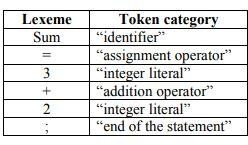 Lexeme Token category
Sum “identifier”
= “assignment operator”
3 “integer literal”
+ “addition operator”
2 “integer literal”
; “end of the statement”